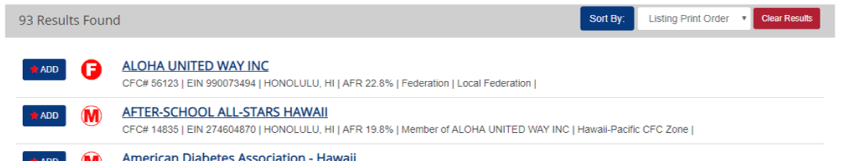 93 Results Found
Sort By: Listing Print Order Clear Results
ADD F ALOHA UNITED WAY INC
CFC# 56123 | EIN 990073494 | HONOLULU, HI | AFR 22.8% | Federation | Local Federation |
ADD M AFTER-SCHOOL ALL-STARS HAWAII
CFC# 14835 | EIN 274604870 | HONOLULU, HI | AFR 19.8% | Member of ALOHA UNITED WAY INC | Hawaii-Pacific CFC Zone |
ADD M American Diabetes Association - Hawaii